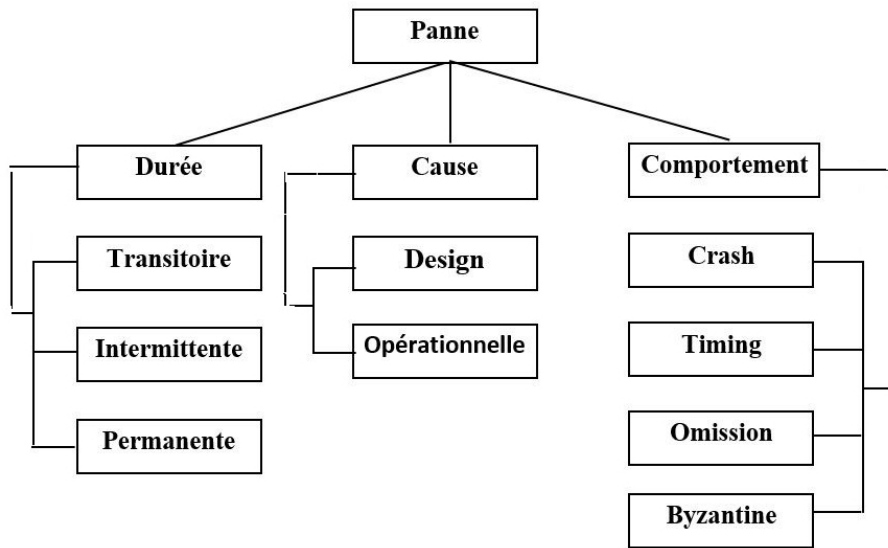 Panne
Durée
Cause
Comportement
Transitoire
Design
Crash
Intermittente
Opérationnelle
Timing
Permanente
Omission
Byzantine